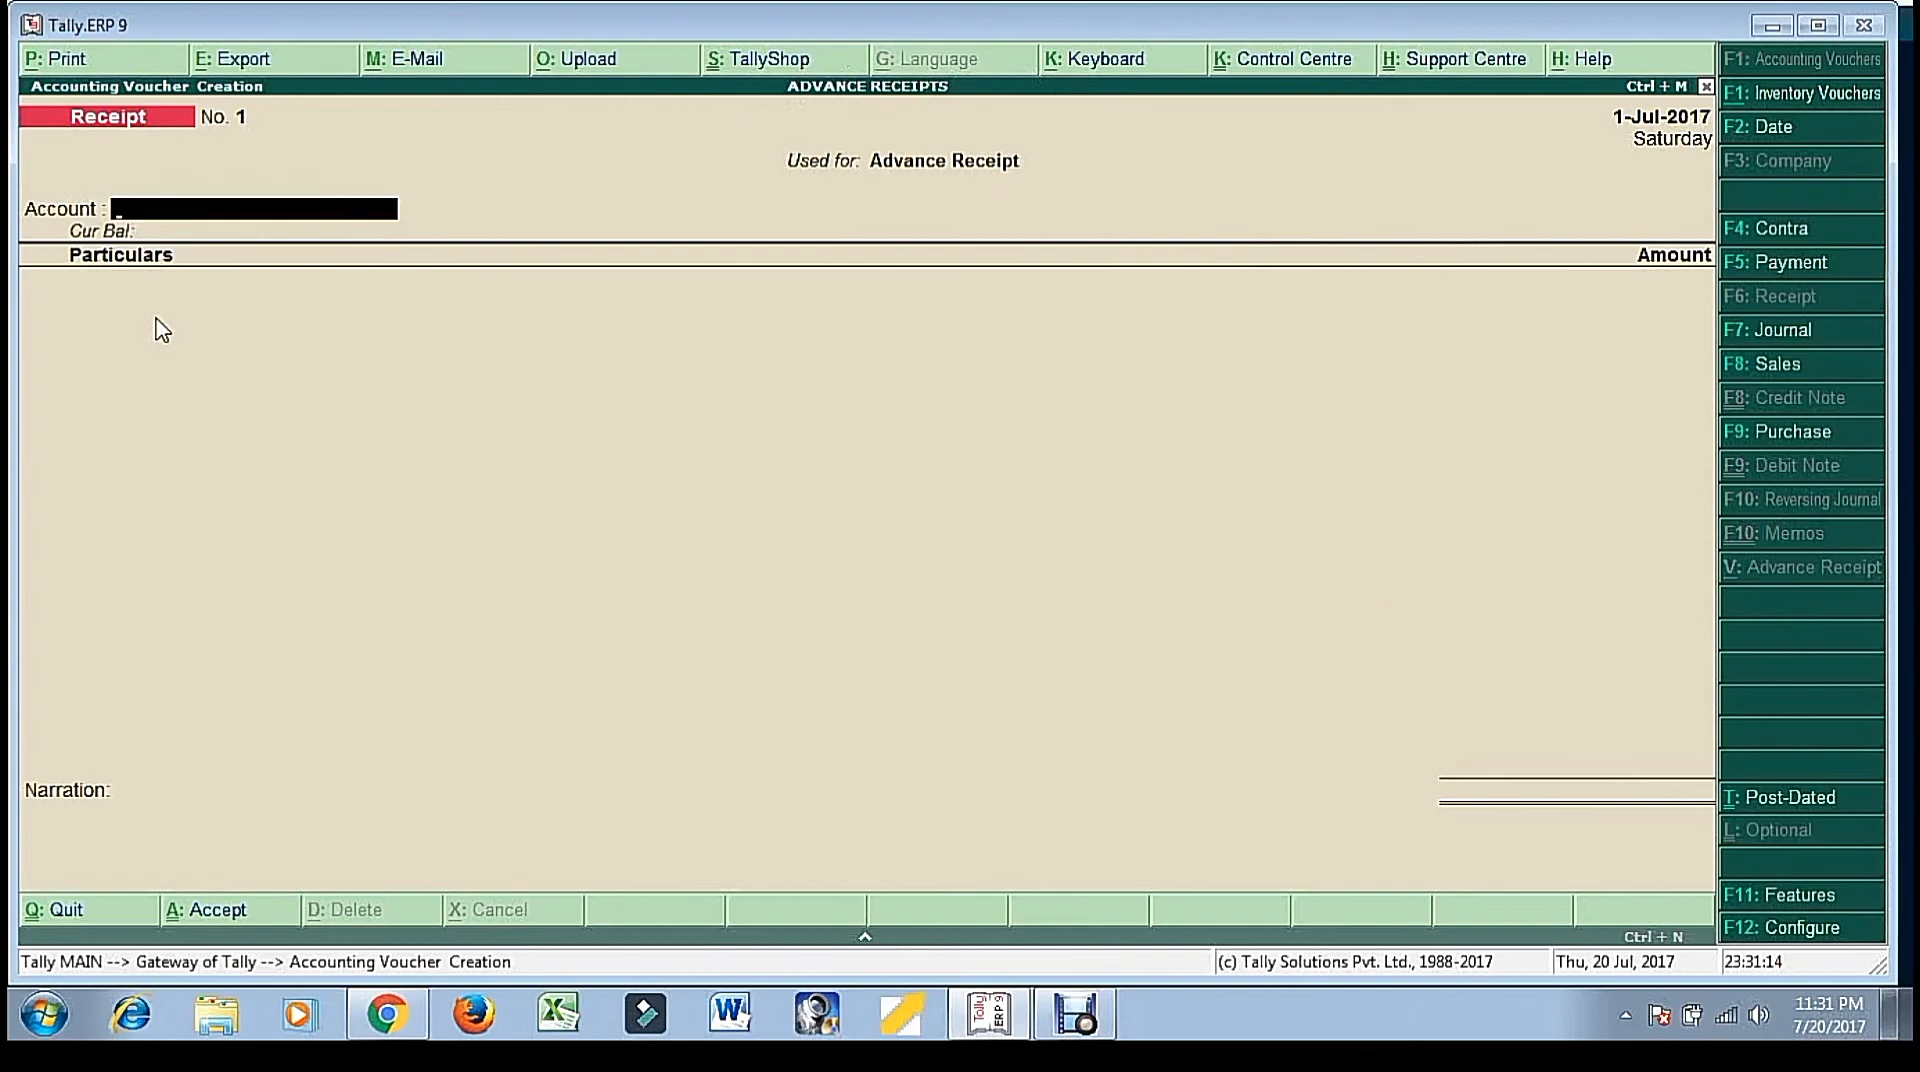 Tally.ERP 9
P: Print E: Export M: E-Mail O: Upload S: TallyShop G: Language K: Keyboard K: Control Centre H: Support Centre H: Help
Accounting Voucher Creation ADVANCE RECEIPTS Ctrl + M
Receipt No. 1 1-Jul-2017
Saturday
Used for: Advance Receipt
Account :
Cur Bal:
Particulars Amount
Narration:
Q: Quit A: Accept D: Delete X: Cancel
Ctrl + N
F1: Accounting Vouchers
F1: Inventory Vouchers
F2: Date
F3: Company
F4: Contra
F5: Payment
F6: Receipt
F7: Journal
F8: Sales
F8: Credit Note
F9: Purchase
F9: Debit Note
F10: Reversing Journal
F10: Memos
V: Advance Receipt
T: Post-Dated
L: Optional
F11: Features
F12: Configure
Tally MAIN --> Gateway of Tally --> Accounting Voucher Creation (c) Tally Solutions Pvt. Ltd., 1988-2017 Thu, 20 Jul, 2017 23:31:14
Tally ERP 9
11:31 PM
7/20/2017